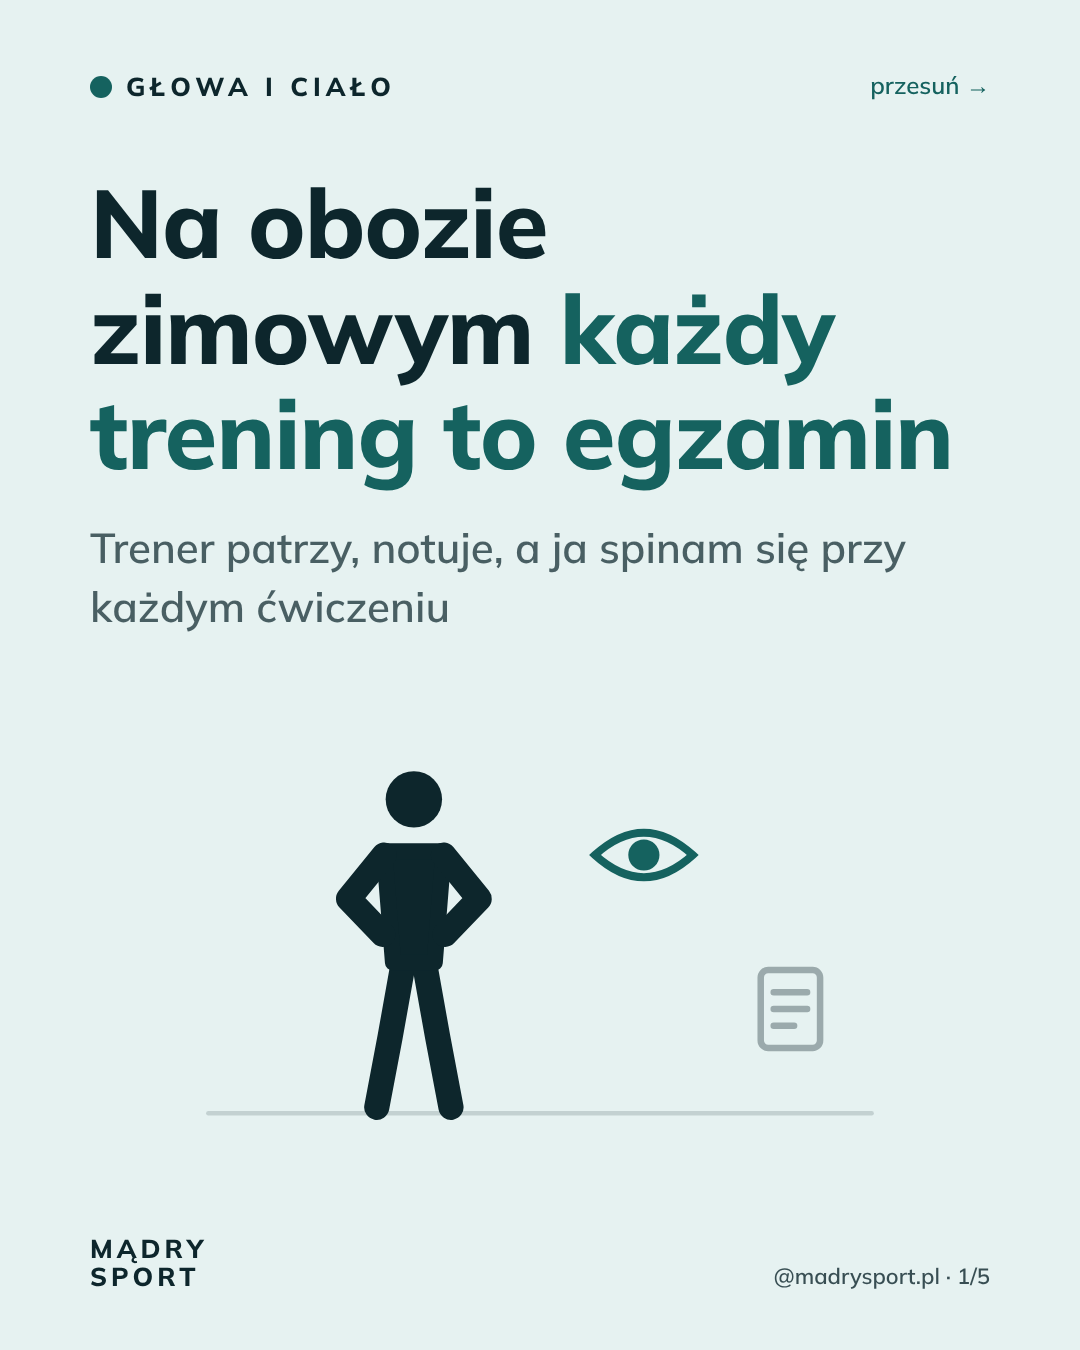 GŁOWA I CIAŁO
przesuń →
Na obozie
zimowym każdy
trening to egzamin
Trener patrzy, notuje, a ja spinam się przy
każdym ćwiczeniu
MĄDRY
SPORT
@madrysport.pl · 1/5